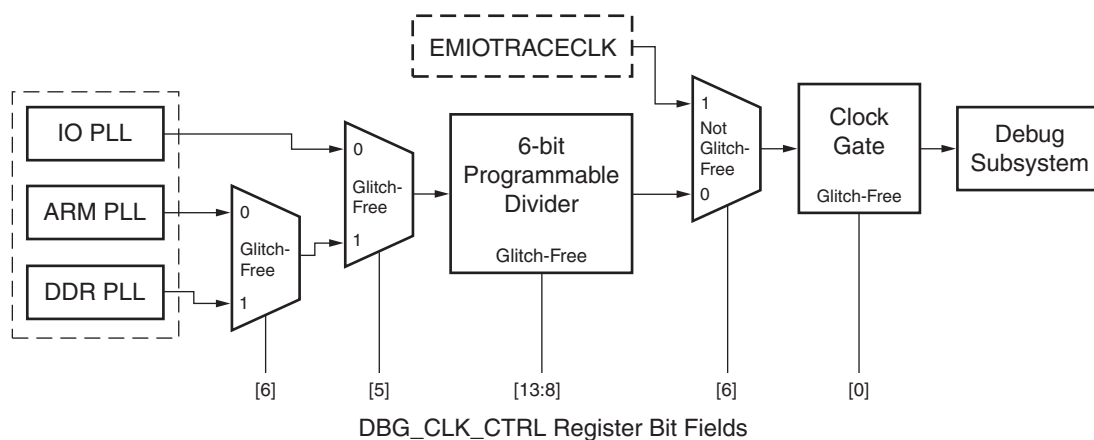 EMIOTRACECLK
IO PLL
ARM PLL
DDR PLL
0
Glitch-
Free
1
0
Glitch-
Free
1
6-bit
Programmable
Divider
Glitch-Free
1
Not
Glitch-
Free
0
Clock
Gate
Glitch-Free
Debug
Subsystem
[6]
[5]
[13:8]
[6]
[0]
DBG_CLK_CTRL Register Bit Fields